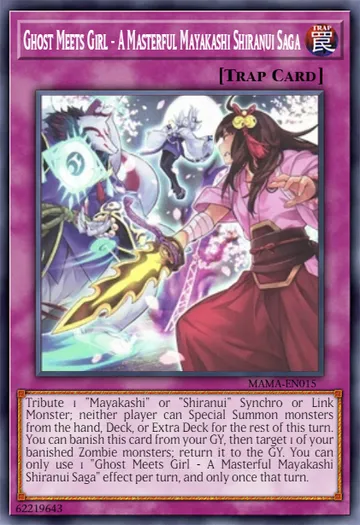 Ghost Meets Girl - A Masterful Mayakashi Shiranui Saga
TRAP
罠
[Trap Card]
MAMA-EN015
Tribute 1 "Mayakashi" or "Shiranui" Synchro or Link
Monster; neither player can Special Summon monsters
from the hand, Deck, or Extra Deck for the rest of this turn.
You can banish this card from your GY, then target 1 of your
banished Zombie monsters; return it to the GY. You can
only use 1 "Ghost Meets Girl - A Masterful Mayakashi
Shiranui Saga" effect per turn, and only once that turn.
62219643